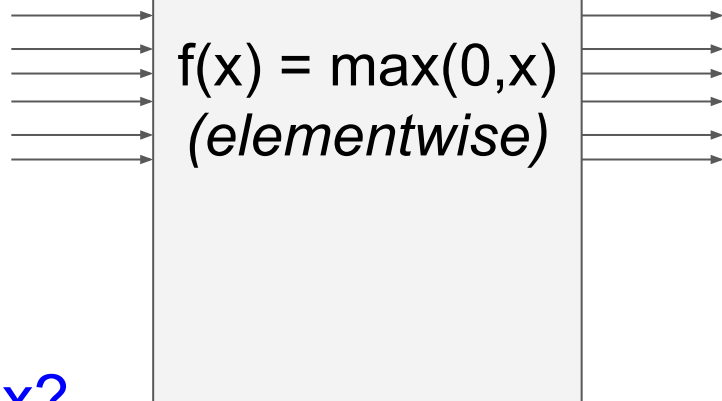 f(x) = max(0,x)
(elementwise)
x?